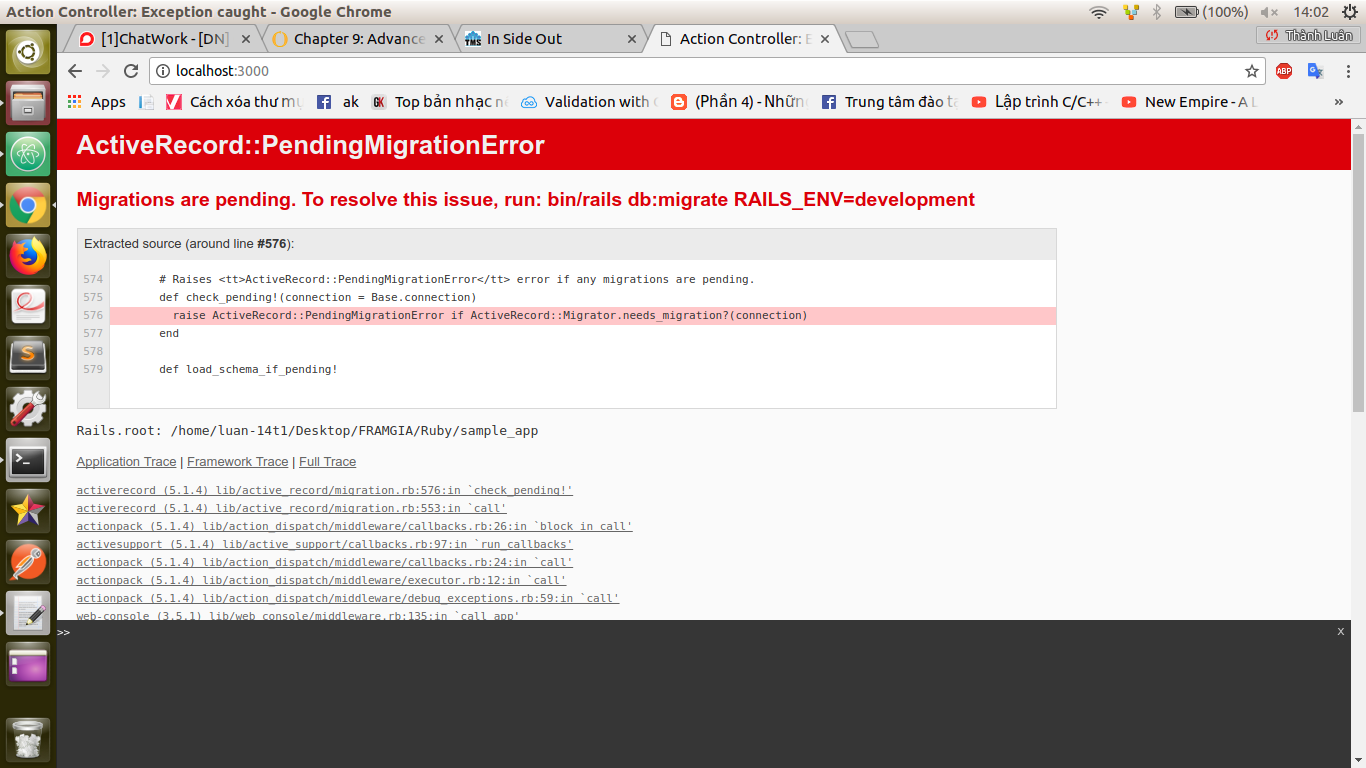 Action Controller: Exception caught - Google Chrome
(100%)
14:02
[1]ChatWork - [DN]
Chapter 9: Advance
TMS
In Side Out
Action Controller: E
Thành Luân
localhost:3000
ABP
Apps
Cách xóa thư mụ
ak
GK
Top bản nhạc n
Validation with
(Phần 4) - Nhữn
Trung tâm đào t
Lập trình C/C++
New Empire - A L
»
ActiveRecord::PendingMigrationError
Migrations are pending. To resolve this issue, run: bin/rails db:migrate RAILS_ENV=development
Extracted source (around line #576):
574 # Raises <tt>ActiveRecord::PendingMigrationError</tt> error if any migrations are pending.
575 def check_pending!(connection = Base.connection)
576 raise ActiveRecord::PendingMigrationError if ActiveRecord::Migrator.needs_migration?(connection)
577 end
578
579 def load_schema_if_pending!
Rails.root: /home/luan-14t1/Desktop/FRAMGIA/Ruby/sample_app
Application Trace | Framework Trace | Full Trace
activerecord (5.1.4) lib/active_record/migration.rb:576:in `check_pending!'
activerecord (5.1.4) lib/active_record/migration.rb:553:in `call'
actionpack (5.1.4) lib/action_dispatch/middleware/callbacks.rb:26:in `block in call'
activesupport (5.1.4) lib/active_support/callbacks.rb:97:in `run_callbacks'
actionpack (5.1.4) lib/action_dispatch/middleware/callbacks.rb:24:in `call'
actionpack (5.1.4) lib/action_dispatch/middleware/executor.rb:12:in `call'
actionpack (5.1.4) lib/action_dispatch/middleware/debug_exceptions.rb:59:in `call'
web-console (3.5.1) lib/web_console/middleware.rb:135:in `call_app'
>>
x